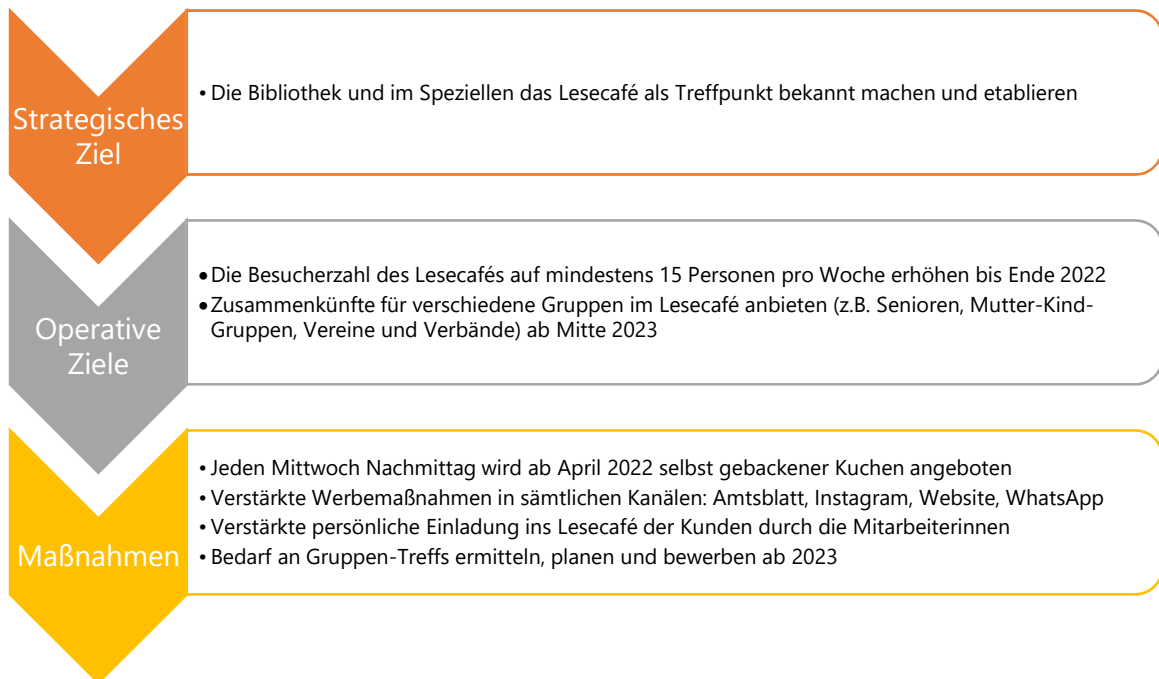 Strategisches
Ziel
• Die Bibliothek und im Speziellen das Lesecafé als Treffpunkt bekannt machen und etablieren
Operative
Ziele
• Die Besucherzahl des Lesecafés auf mindestens 15 Personen pro Woche erhöhen bis Ende 2022
• Zusammenkünfte für verschiedene Gruppen im Lesecafé anbieten (z.B. Senioren, Mutter-Kind-
Gruppen, Vereine und Verbände) ab Mitte 2023
Maßnahmen
• Jeden Mittwoch Nachmittag wird ab April 2022 selbst gebackener Kuchen angeboten
• Verstärkte Werbemaßnahmen in sämtlichen Kanälen: Amtsblatt, Instagram, Website, WhatsApp
• Verstärkte persönliche Einladung ins Lesecafé der Kunden durch die Mitarbeiterinnen
• Bedarf an Gruppen-Treffs ermitteln, planen und bewerben ab 2023